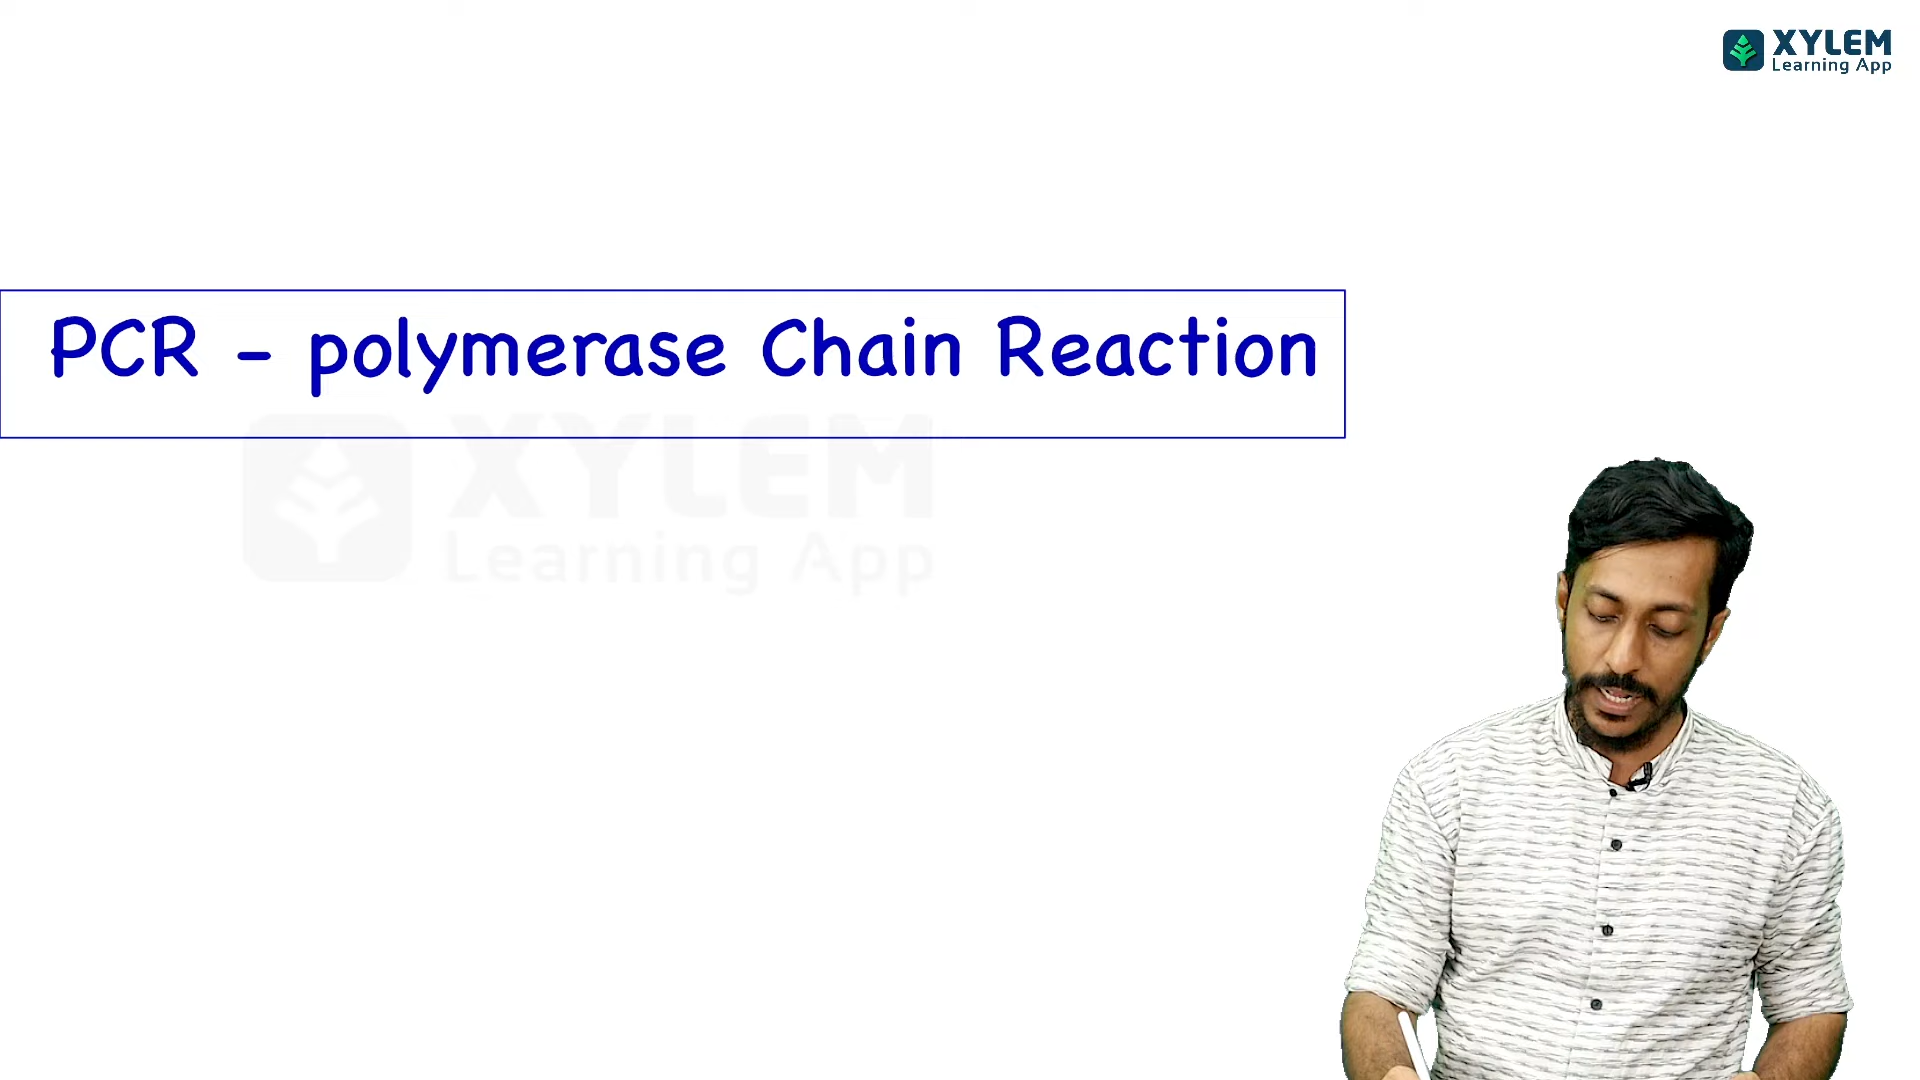 XYLEM
Learning App
PCR – polymerase Chain Reaction
XYLEM
Learning App